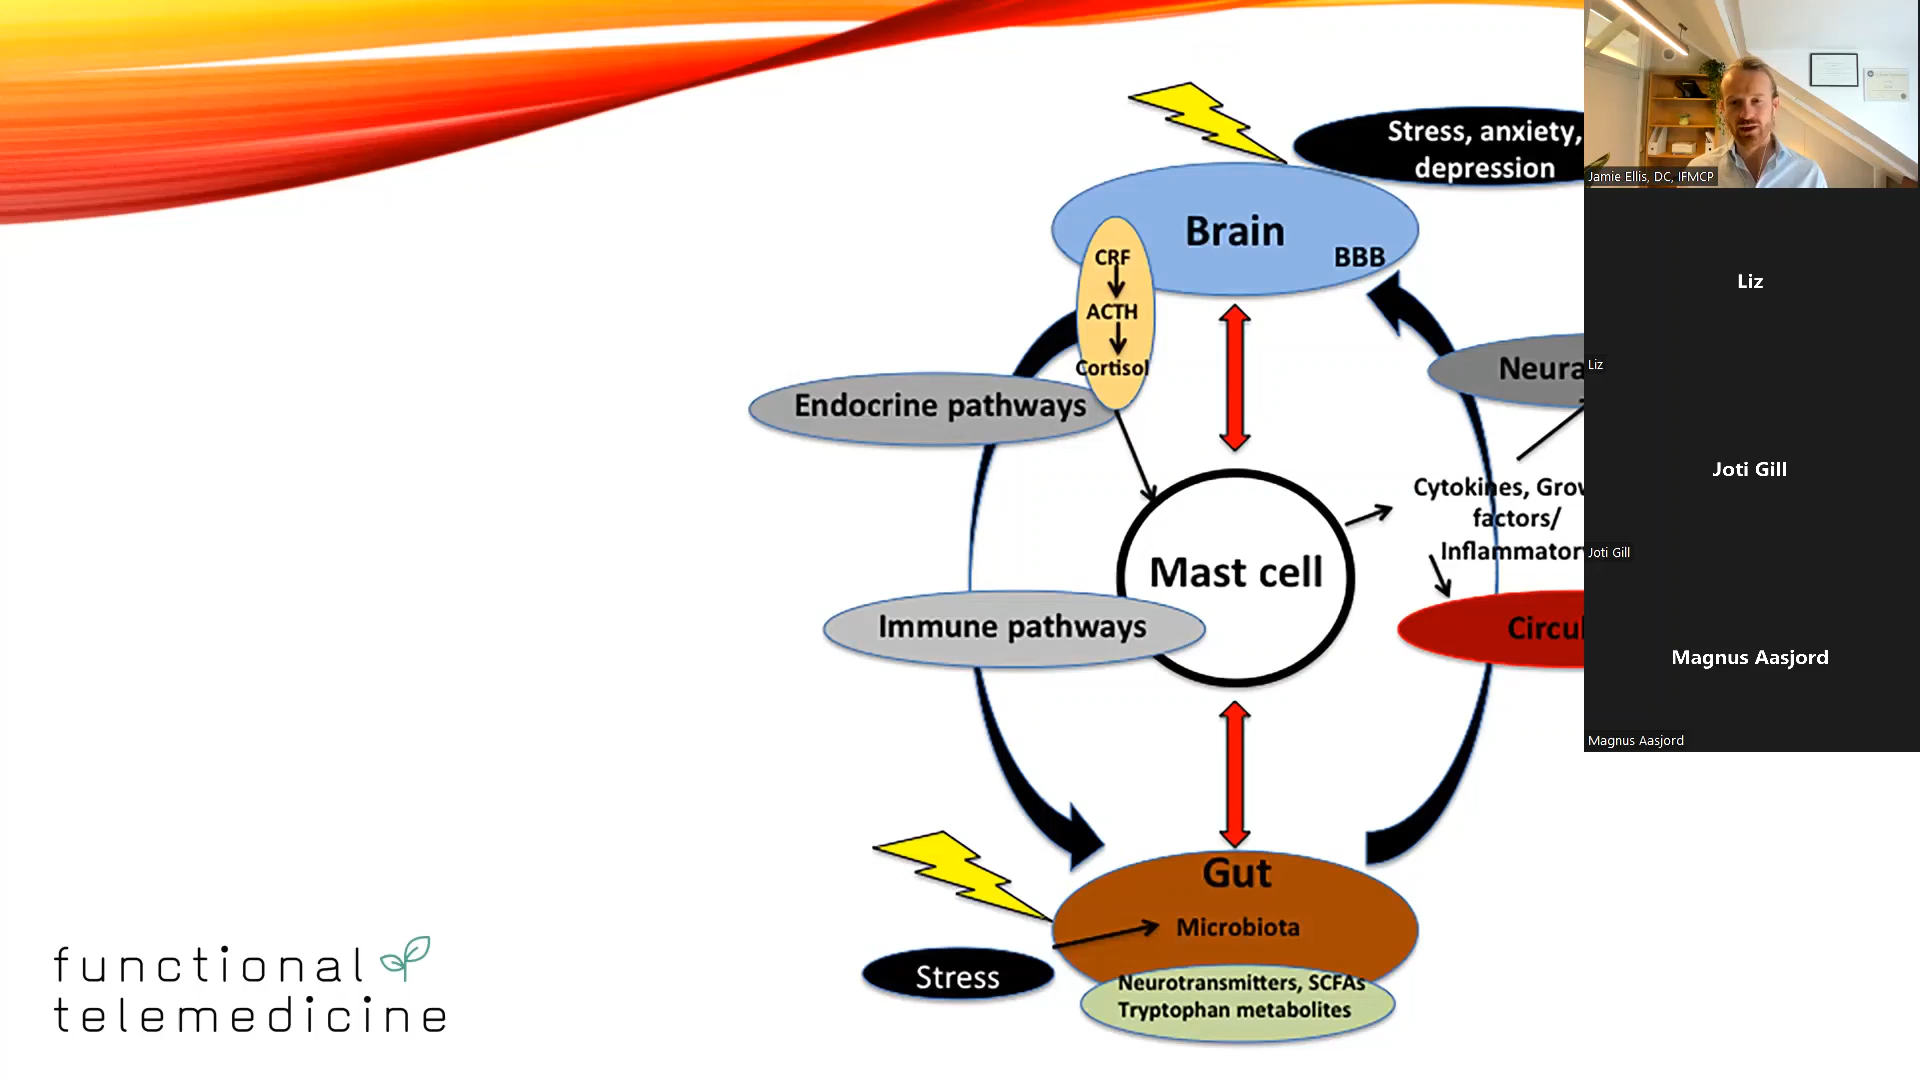 Stress, anxiety,
depression
Brain
BBB
CRF
ACTH
Cortisol
Endocrine pathways
Neura
Cytokines, Grow
factors/
Inflammator
Mast cell
Immune pathways
Circul
Gut
Microbiota
Stress
Neurotransmitters, SCFAs
Tryptophan metabolites
functional
telemedicine
Jamie Ellis, DC, IFMCP
Liz
Liz
Joti Gill
Joti Gill
Magnus Aasjord
Magnus Aasjord